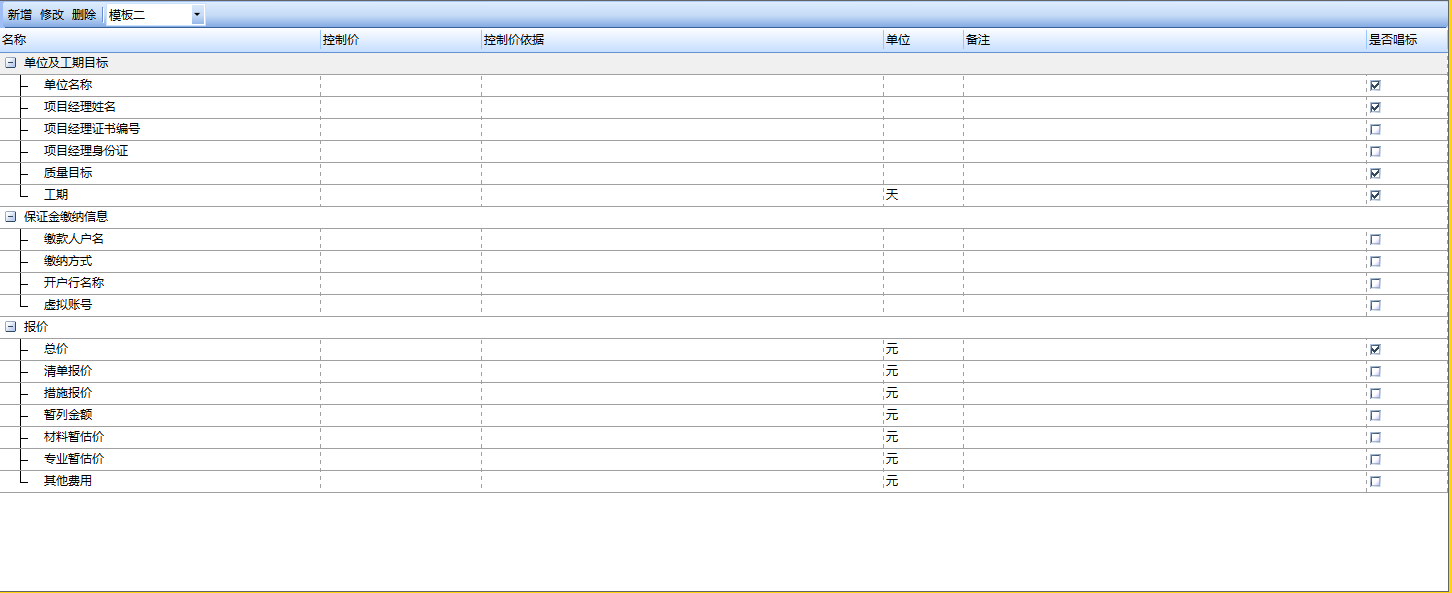 新增 修改 删除 模板二
名称 控制价 控制价依据 单位 备注 是否唱标
单位及工期目标
单位名称
项目经理姓名
项目经理证书编号
项目经理身份证
质量目标
工期 天
保证金缴纳信息
缴款人户名
缴纳方式
开户行名称
虚拟账号
报价
总价 元
清单报价 元
措施报价 元
暂列金额 元
材料暂估价 元
专业暂估价 元
其他费用 元